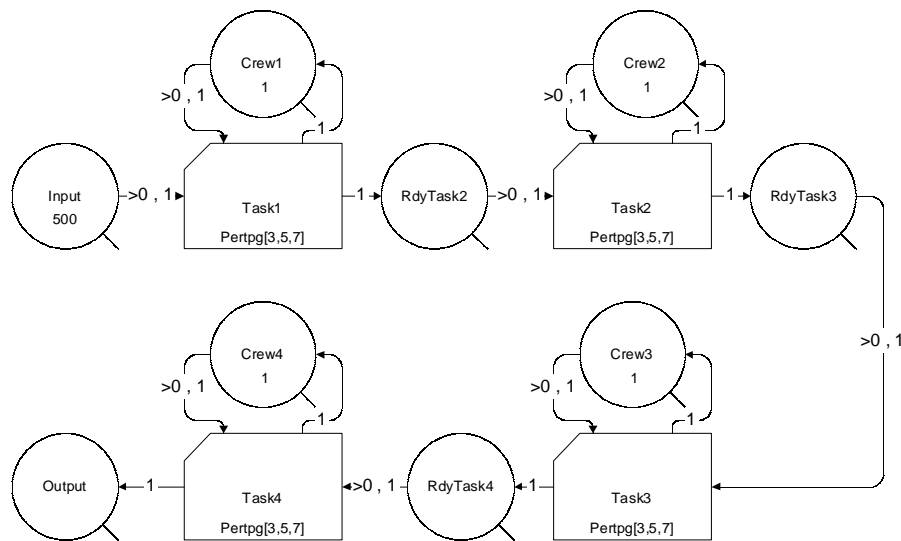 Crew1
1
Crew2
1
>0 , 1
>0 , 1
1
1
Input
500
>0 , 1
Task1
Pertpg[3,5,7]
1
RdyTask2
>0 , 1
Task2
Pertpg[3,5,7]
1
RdyTask3
>0 , 1
Crew4
1
Crew3
1
>0 , 1
>0 , 1
1
1
Output
1
Task4
Pertpg[3,5,7]
>0 , 1
RdyTask4
1
Task3
Pertpg[3,5,7]